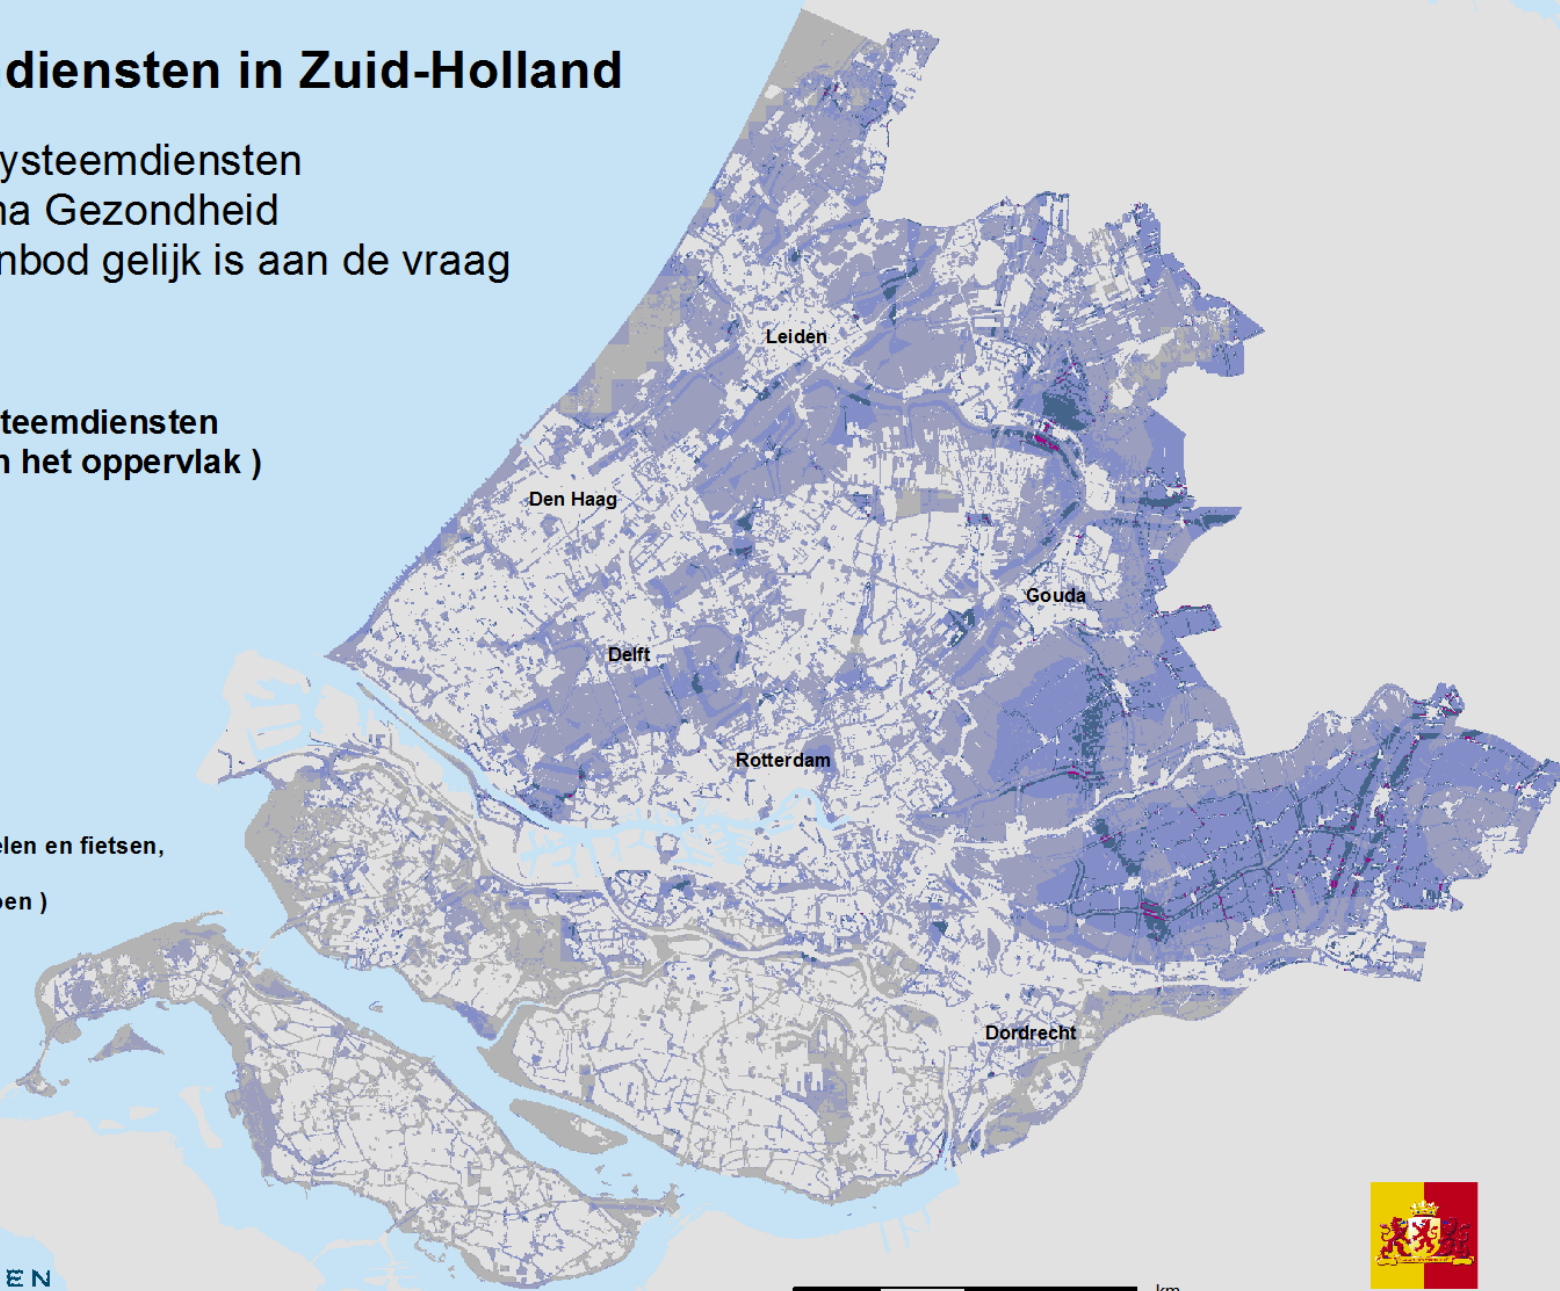 diensten in Zuid-Holland
ysteemdiensten
na Gezondheid
nbod gelijk is aan de vraag
teemdiensten
n het oppervlak )
elen en fietsen,
oen )
Leiden
Den Haag
Gouda
Delft
Rotterdam
Dordrecht
EN
km